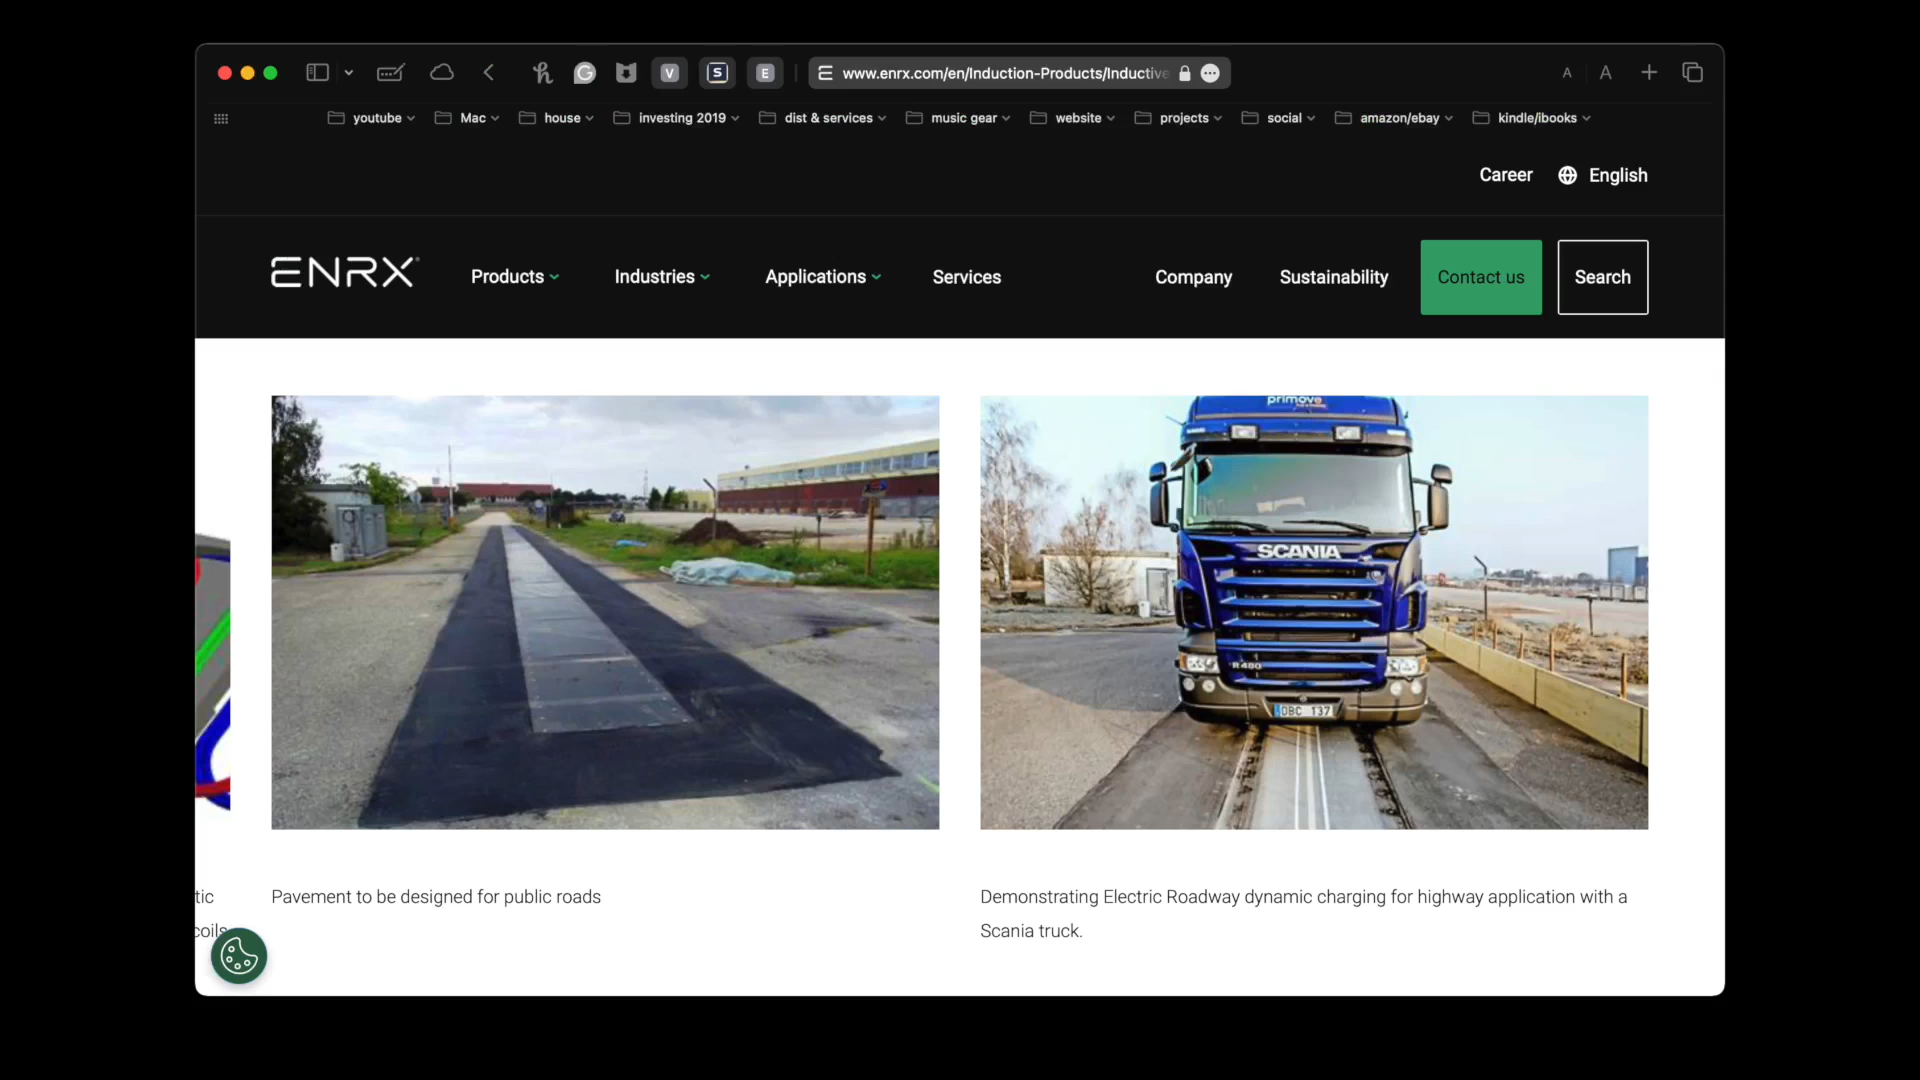 V
S
E
www.enrx.com/en/Induction-Products/Inductive
A
A
youtube
Mac
house
investing 2019
dist & services
music gear
website
projects
social
amazon/ebay
kindle/ibooks
Career
English
ENRX
Products
Industries
Applications
Services
Company
Sustainability
Contact us
Search
primove
SCANIA
R480
DBC 137
tic
coils
Pavement to be designed for public roads
Demonstrating Electric Roadway dynamic charging for highway application with a
Scania truck.